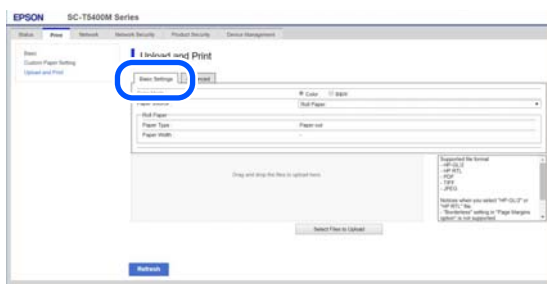 EPSON SC-T5400M Series
Status Print Network Network Security Product Security Device Management
Basic
Custom Paper Setting
Upload and Print
Upload and Print
Basic Settings
Color B&W
Roll Paper
Roll Paper
Paper Type Paper out
Paper Width -
Drag and drop the files to upload here.
Supported file format
- HP-GL/2
- HP RTL
- PDF
- TIFF
- JPEG
Notices when you select "HP-GL/2" or
"HP RTL" file
- "Borderless" setting in "Page Margins
option" is not supported
Select Files to Upload
Refresh